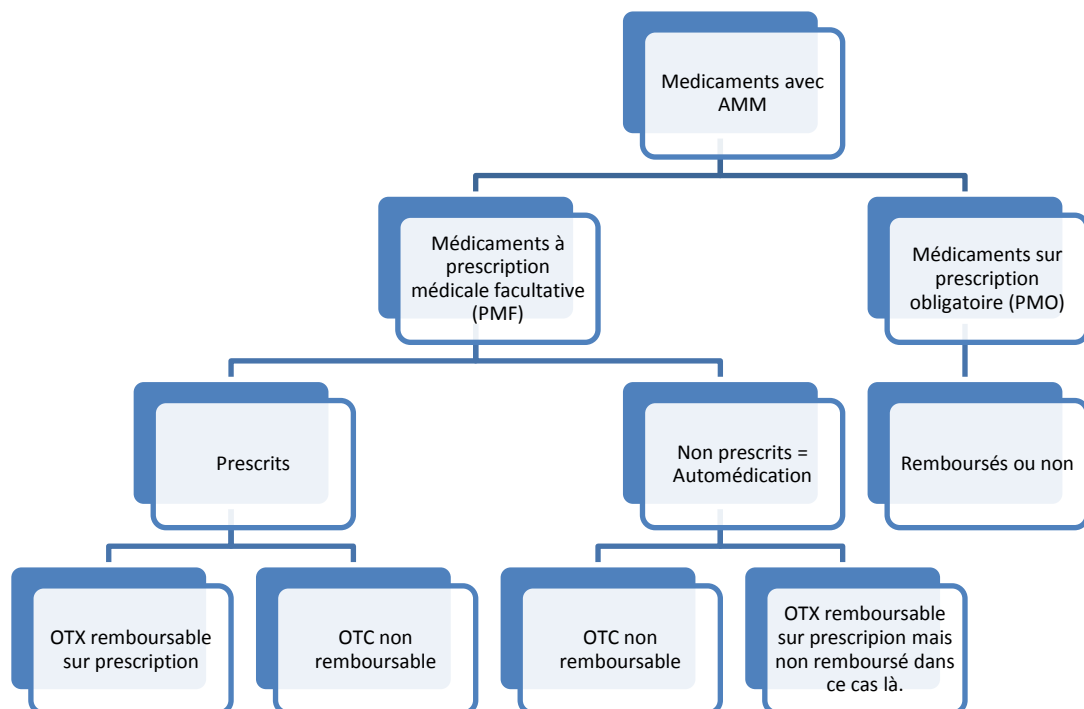 Medicaments avec
AMM
Médicaments à
prescription
médicale facultative
(PMF)
Médicaments sur
prescription
obligatoire (PMO)
Prescrits
Non prescrits =
Automédication
Remboursés ou non
OTX remboursable
sur prescription
OTC non
remboursable
OTC non
remboursable
OTX remboursable
sur prescripion mais
non remboursé dans
ce cas là.